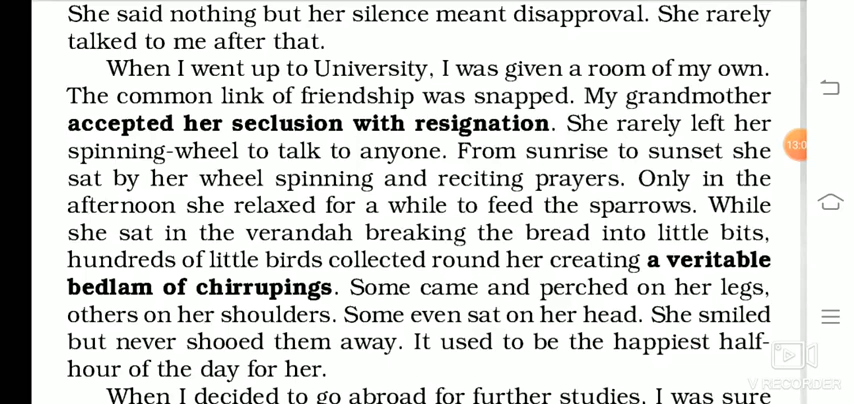 She said nothing but her silence meant disapproval. She rarely
talked to me after that.
When I went up to University, I was given a room of my own.
The common link of friendship was snapped. My grandmother
accepted her seclusion with resignation. She rarely left her
spinning-wheel to talk to anyone. From sunrise to sunset she
sat by her wheel spinning and reciting prayers. Only in the
afternoon she relaxed for a while to feed the sparrows. While
she sat in the verandah breaking the bread into little bits,
hundreds of little birds collected round her creating a veritable
bedlam of chirrupings. Some came and perched on her legs,
others on her shoulders. Some even sat on her head. She smiled
but never shooed them away. It used to be the happiest half-
hour of the day for her.
When I decided to go abroad for further studies, I was sure
13:0
V RECORDER